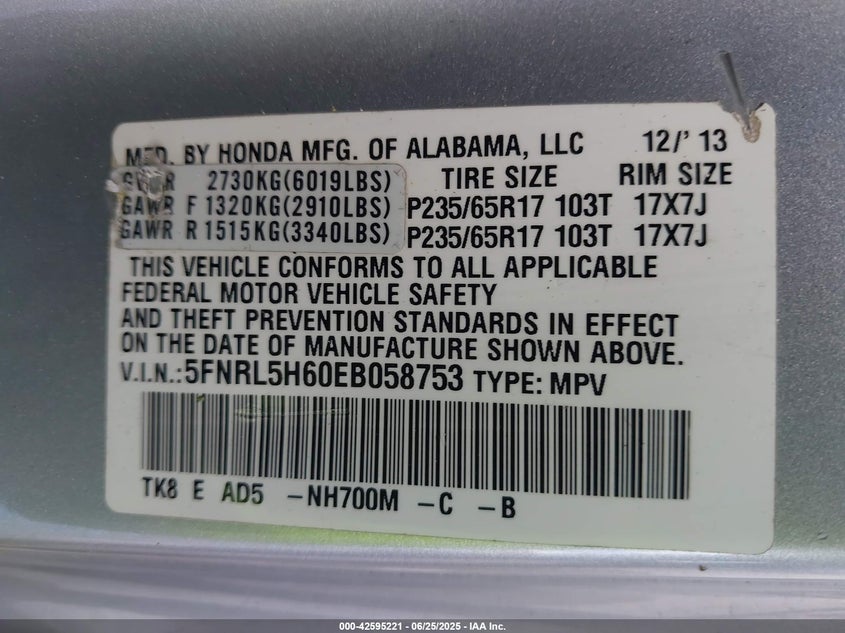 MFD. BY HONDA MFG. OF ALABAMA, LLC 12/'13
GVWR 2730KG(6019LBS) TIRE SIZE RIM SIZE
GAWR F 1320KG(2910LBS) P235/65R17 103T 17X7J
GAWR R 1515KG(3340LBS) P235/65R17 103T 17X7J
THIS VEHICLE CONFORMS TO ALL APPLICABLE
FEDERAL MOTOR VEHICLE SAFETY
AND THEFT PREVENTION STANDARDS IN EFFECT
ON THE DATE OF MANUFACTURE SHOWN ABOVE.
V.I.N.:5FNRL5H60EB058753 TYPE: MPV
TK8 E AD5 -NH700M -C -B
000-42595221 - 06/25/2025 - IAA Inc.